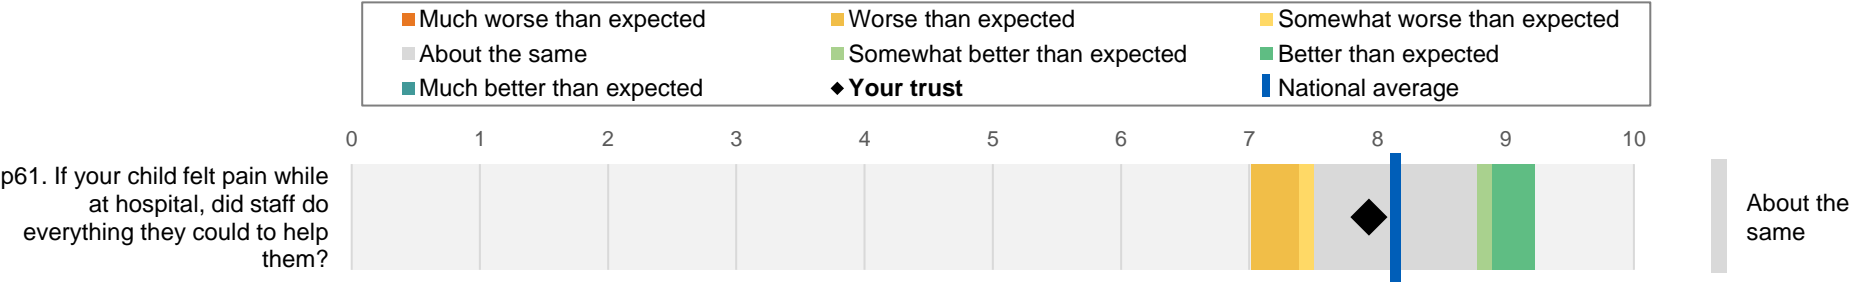 Much worse than expected
Worse than expected
Somewhat worse than expected
About the same
Somewhat better than expected
Better than expected
Much better than expected
Your trust
National average
0 1 2 3 4 5 6 7 8 9 10
p61. If your child felt pain while
at hospital, did staff do
everything they could to help
them?
About the
same